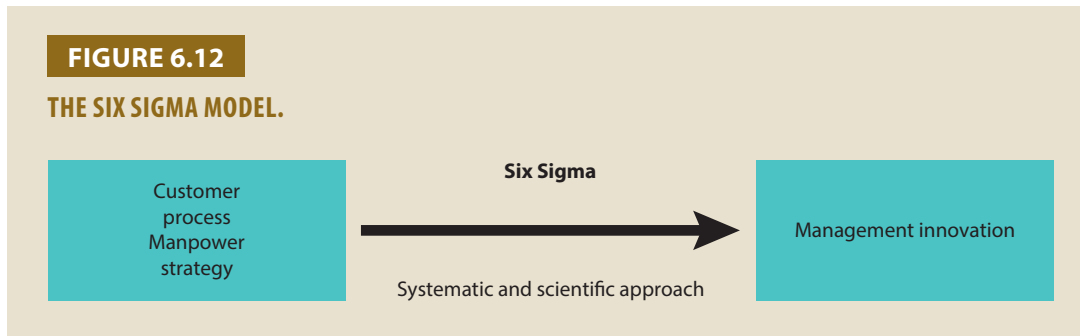 FIGURE 6.12
THE SIX SIGMA MODEL.
Customer
process
Manpower
strategy
Six Sigma
Systematic and scientific approach
Management innovation